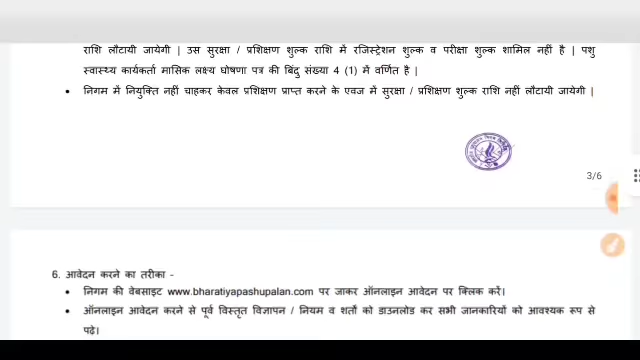 राशि लौटायी जायेगी | उस सुरक्षा / प्रशिक्षण शुल्क राशि में रजिस्ट्रेशन शुल्क व परीक्षा शुल्क शामिल नहीं है | पशु
स्वास्थ्य कार्यकर्ता मासिक लक्ष्य घोषणा पत्र की बिंदु संख्या 4 (1) में वर्णित है |
• निगम में नियुक्ति नहीं चाहकर केवल प्रशिक्षण प्राप्त करने के एवज में सुरक्षा / प्रशिक्षण शुल्क राशि नहीं लौटायी जायेगी |
3/6
6. आवेदन करने का तरीका -
• निगम की वेबसाइट www.bharatiyapashupalan.com पर जाकर ऑनलाइन आवेदन पर क्लिक करें।
• ऑनलाइन आवेदन करने से पूर्व विस्तृत विज्ञापन / नियम व शर्तो को डाउनलोड कर सभी जानकारियों को आवश्यक रूप से
पढ़े।